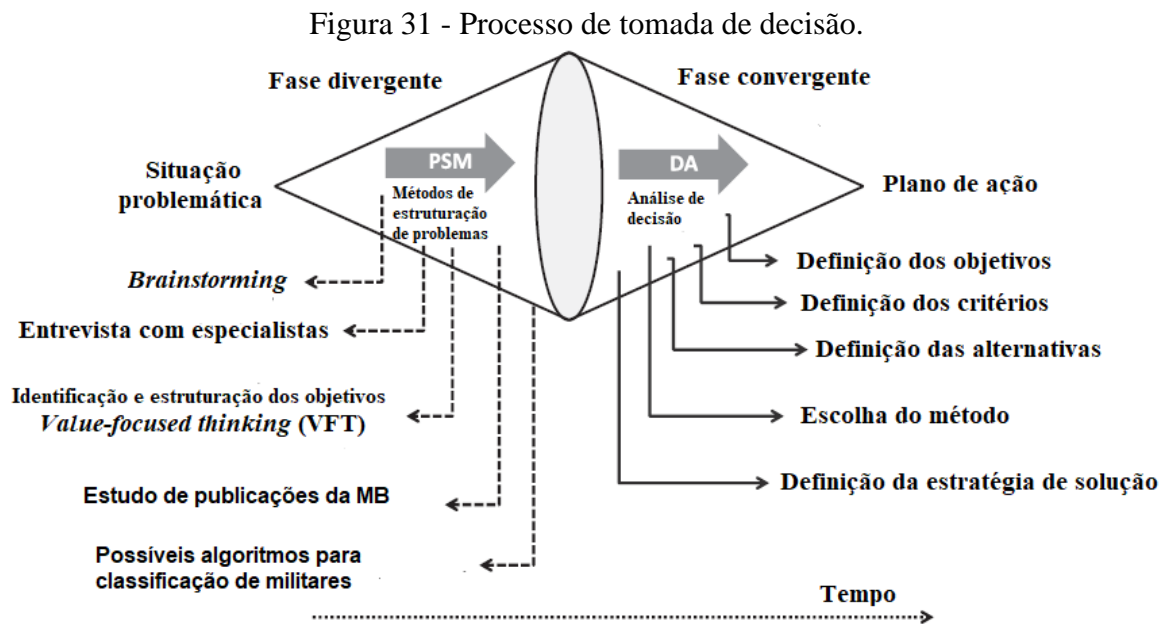 Figura 31 - Processo de tomada de decisão.
Fase divergente
Fase convergente
Situação
problemática
PSM
Métodos de
estruturação
de problemas
DA
Análise de
decisão
Plano de ação
Brainstorming
Entrevista com especialistas
Identificação e estruturação dos objetivos
Value-focused thinking (VFT)
Estudo de publicações da MB
Possíveis algoritmos para
classificação de militares
Definição dos objetivos
Definição dos critérios
Definição das alternativas
Escolha do método
Definição da estratégia de solução
Tempo